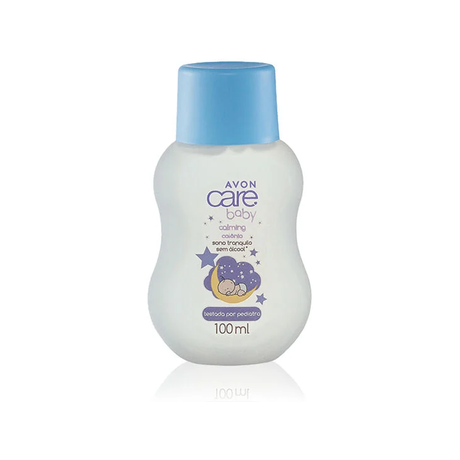 AVON
care
baby
calming
colônia
sono tranquilo
sem álcool*
testado por pediatra
100 ml